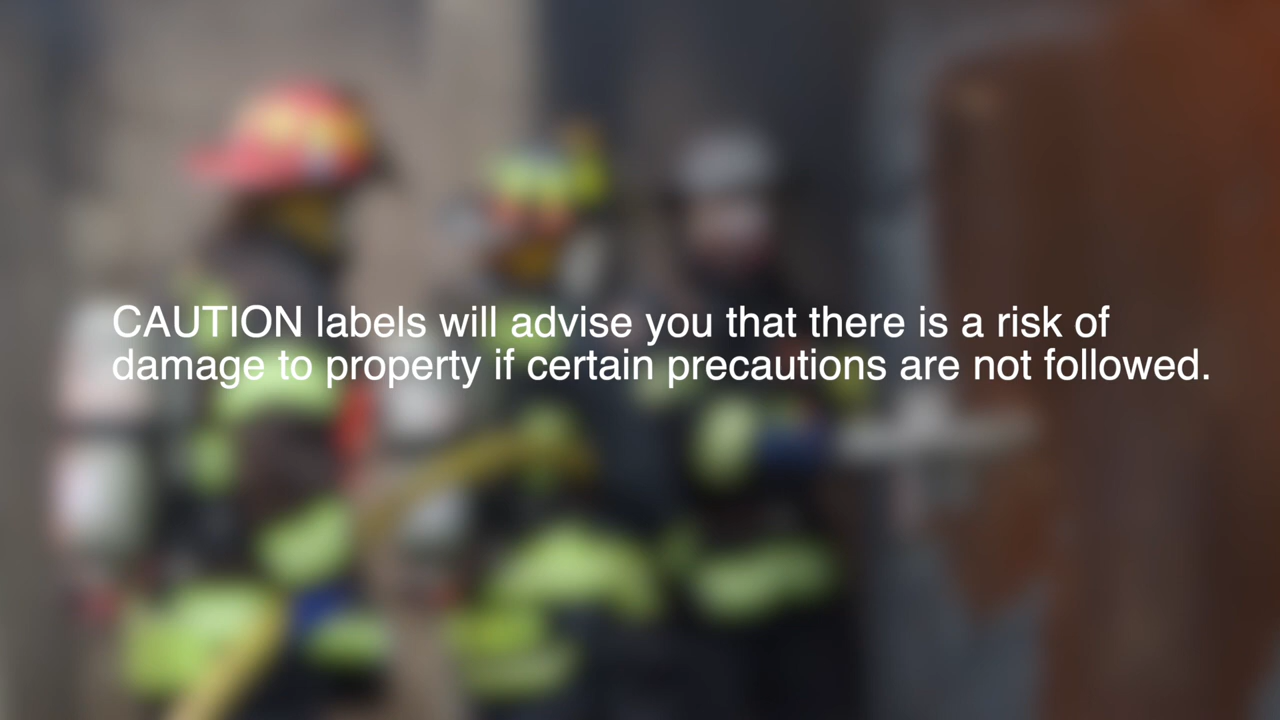 CAUTION labels will advise you that there is a risk of
damage to property if certain precautions are not followed.